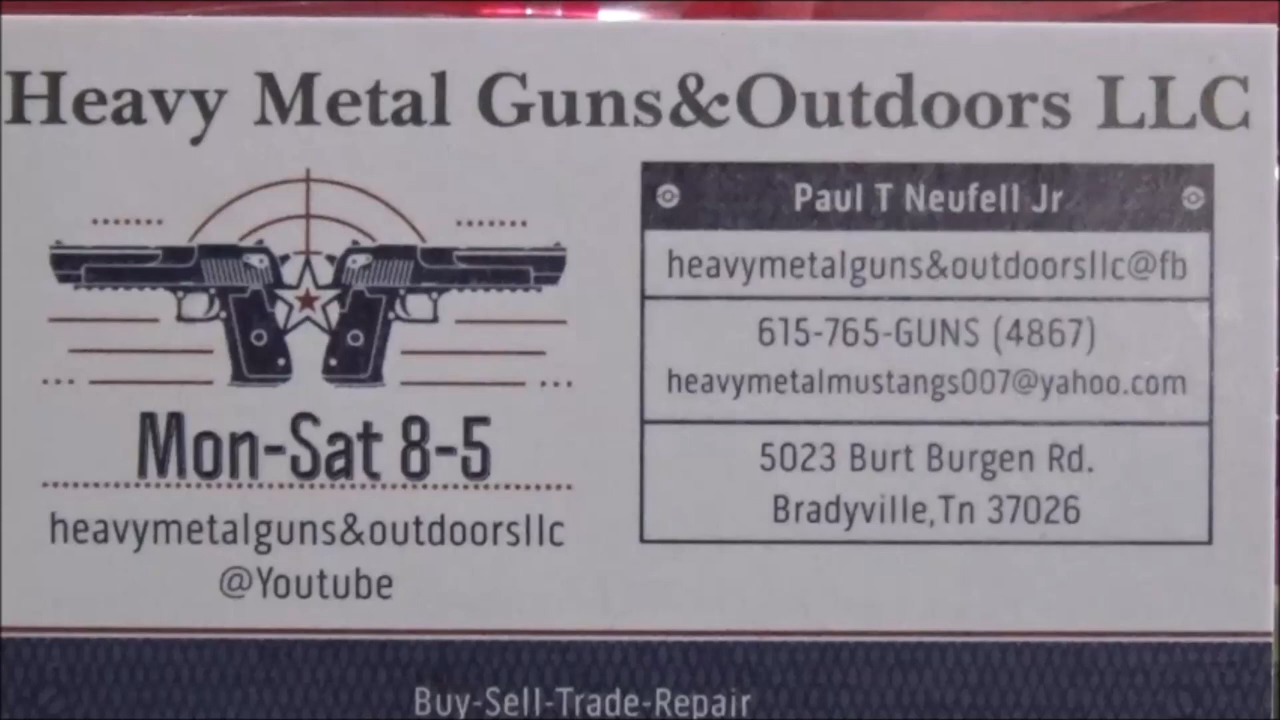 Heavy Metal Guns&Outdoors LLC
Mon-Sat 8-5
heavymetalguns&outdoorsllc
@Youtube
Paul T Neufell Jr
heavymetalguns&outdoorsllc@fb
615-765-GUNS (4867)
heavymetalmustangs007@yahoo.com
5023 Burt Burgen Rd.
Bradyville,Tn 37026
Buy-Sell-Trade-Repair